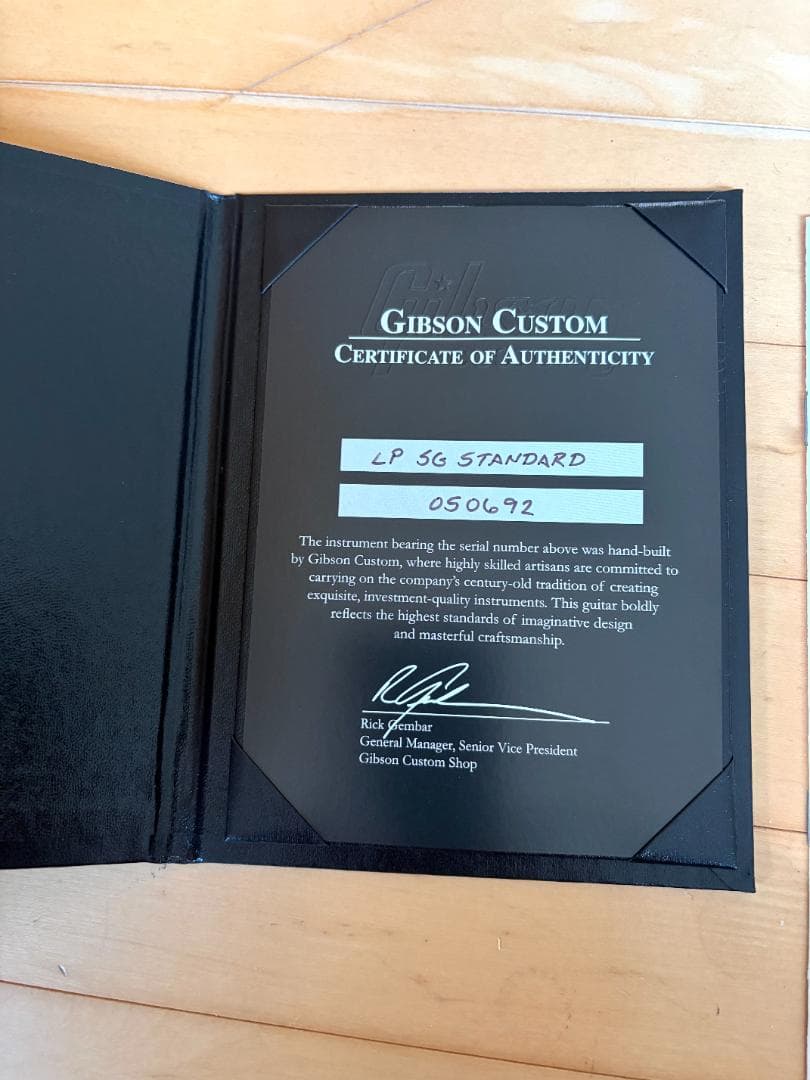 Gibson
GIBSON CUSTOM
CERTIFICATE OF AUTHENTICITY
LP SG STANDARD
050692
The instrument bearing the serial number above was hand-built
by Gibson Custom, where highly skilled artisans are committed to
carrying on the company's century-old tradition of creating
exquisite, investment-quality instruments. This guitar boldly
reflects the highest standards of imaginative design
and masterful craftsmanship.
Rick Gembar
General Manager, Senior Vice President
Gibson Custom Shop